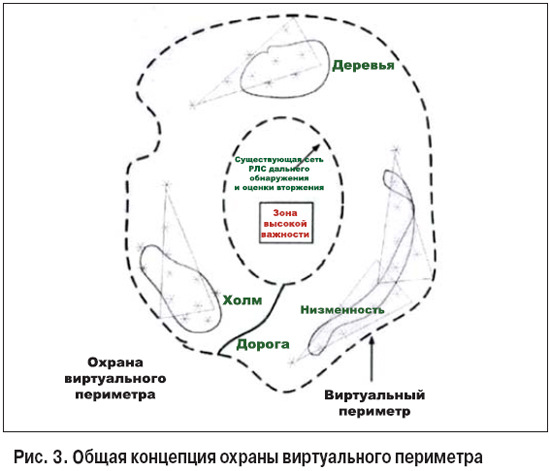 Деревья
Существующая сеть
РЛС дальнего
обнаружения
и оценки вторжения
Зона
высокой
важности
Холм
Низменность
Дорога
Охрана
виртуального
периметра
Виртуальный
периметр
Рис. 3. Общая концепция охраны виртуального периметра